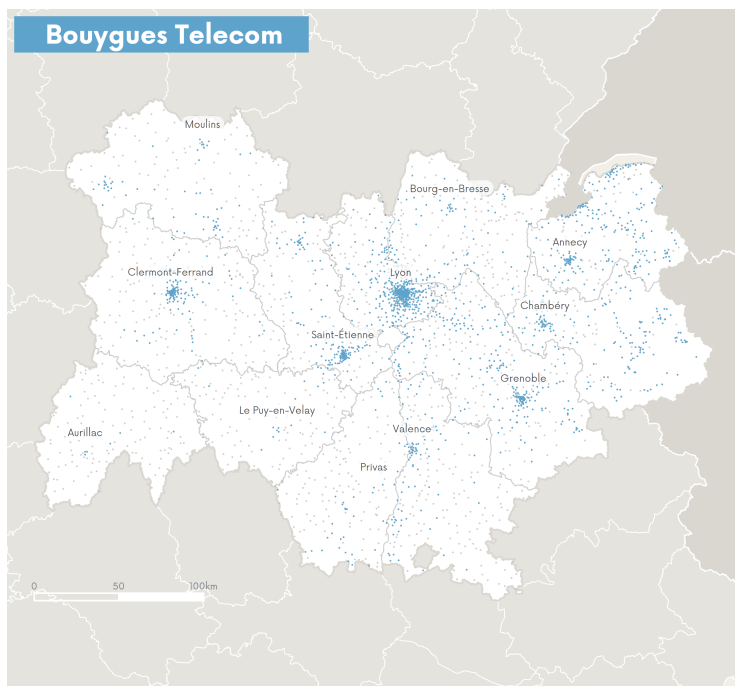 Bouygues Telecom
Moulins
Bourg-en-Bresse
Annecy
Clermont-Ferrand
Lyon
Chambéry
Saint-Étienne
Grenoble
Le Puy-en-Velay
Aurillac
Valence
Privas
0 50 100km